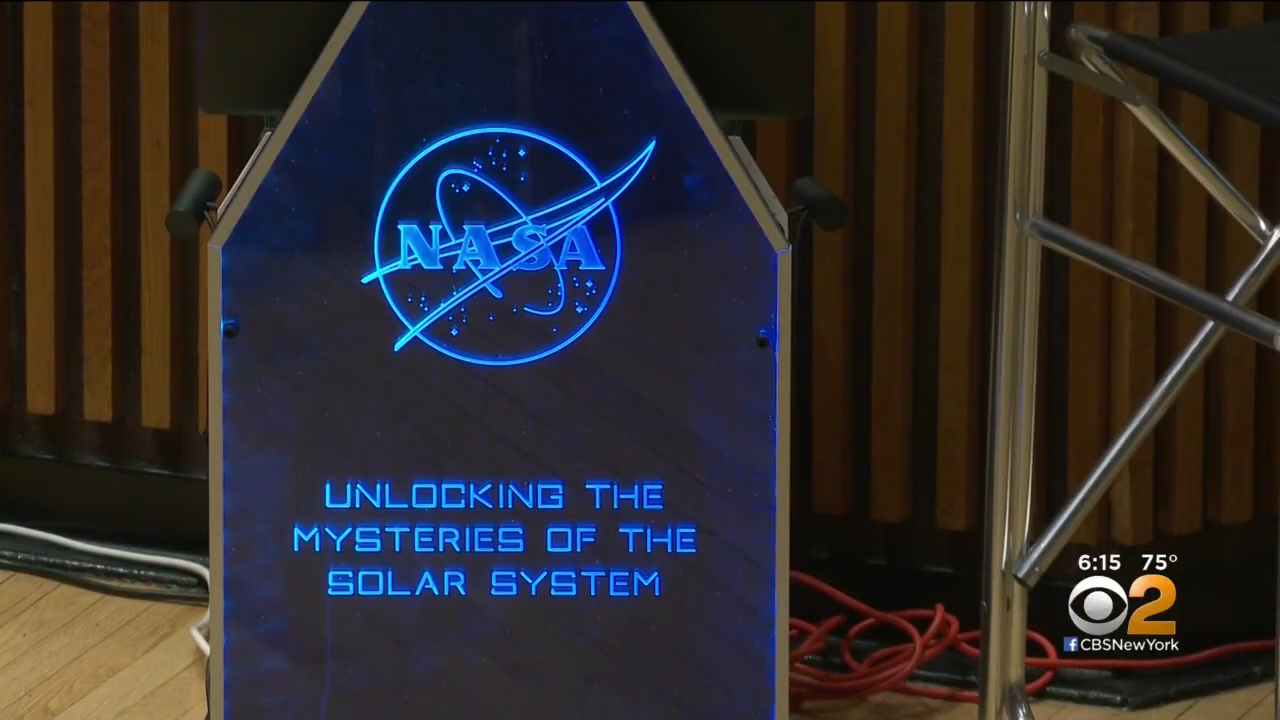 NASA
UNLOCKING THE
MYSTERIES OF THE
SOLAR SYSTEM
6:15 75°
2
f CBSNewYork